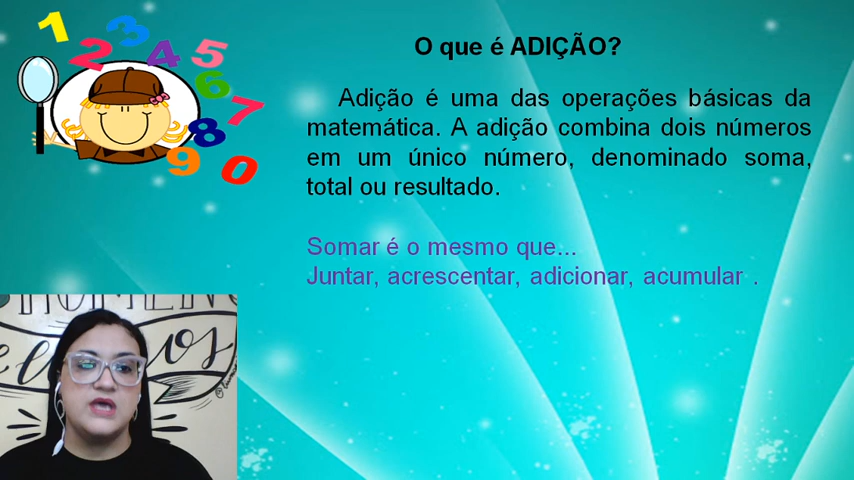 1 2 3 4 5 6 7 8 9 0
O que é ADIÇÃO?
Adição é uma das operações básicas da
matemática. A adição combina dois números
em um único número, denominado soma,
total ou resultado.
Somar é o mesmo que...
Juntar, acrescentar, adicionar, acumular .